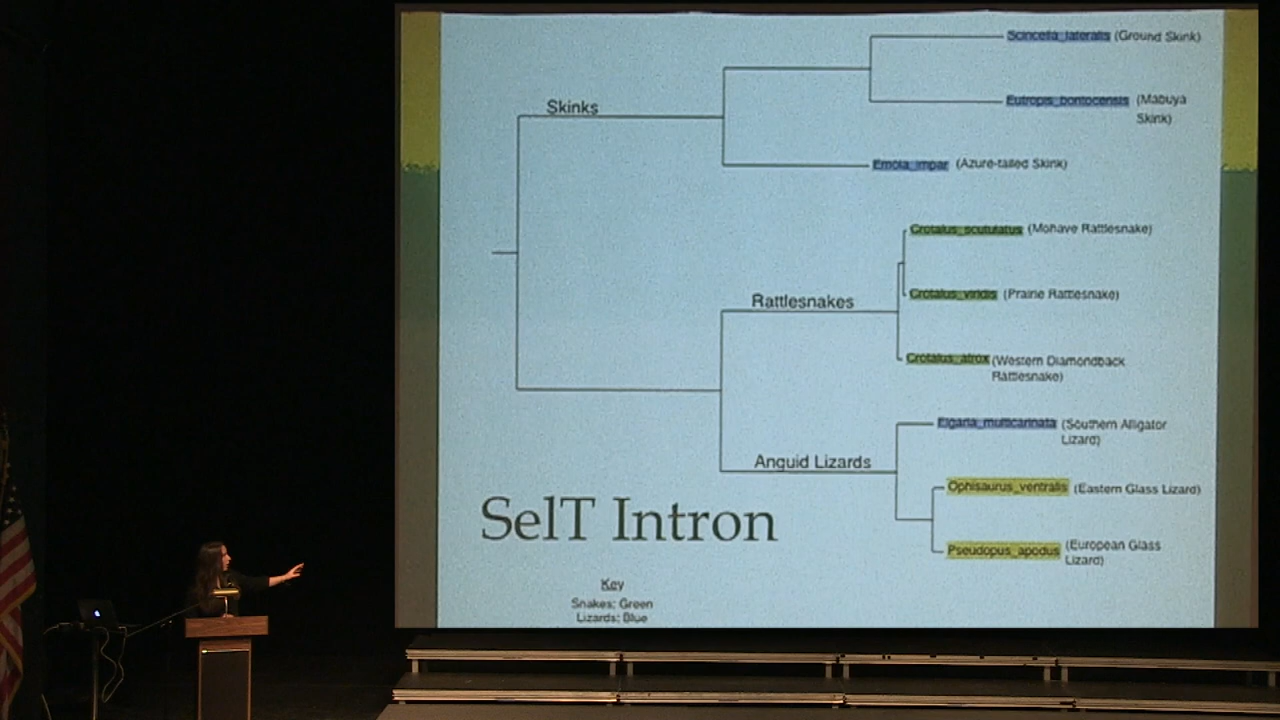 Scincella_lateralis (Ground Skink)
Skinks
Eutropis_bontocensis (Mabuya
Skink)
Emoia_impar (Azure-tailed Skink)
Crotalus_scutulatus (Mohave Rattlesnake)
Rattlesnakes
Crotalus_viridis (Prairie Rattlesnake)
Crotalus_atrox (Western Diamondback
Rattlesnake)
Elgaria_multicarinata (Southern Alligator
Lizard)
Anguid Lizards
Ophisaurus_ventralis (Eastern Glass Lizard)
SelT Intron
Pseudopus_apodus (European Glass
Lizard)
Key
Snakes: Green
Lizards: Blue